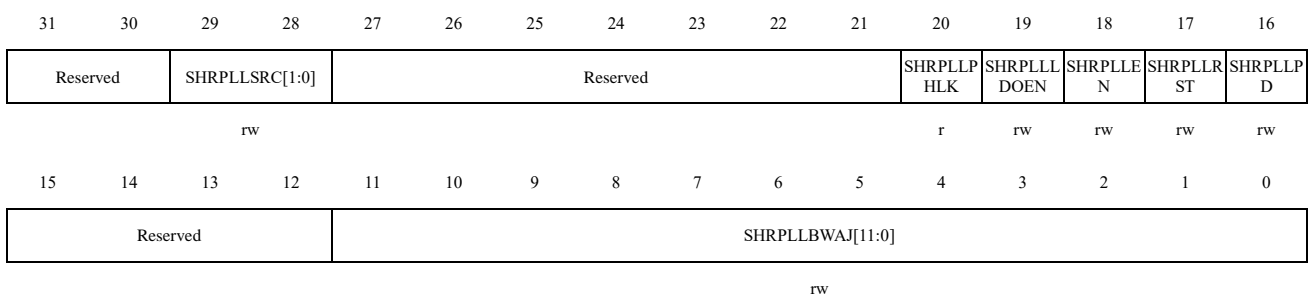 31 30 29 28 27 26 25 24 23 22 21 20 19 18 17 16
Reserved SHRPLLSRC[1:0] Reserved SHRPLLP SHRPLLL SHRPLLE SHRPLLR SHRPLLP
HLK DOEN N ST D
rw r rw rw rw rw
15 14 13 12 11 10 9 8 7 6 5 4 3 2 1 0
Reserved SHRPLLBWAJ[11:0]
rw